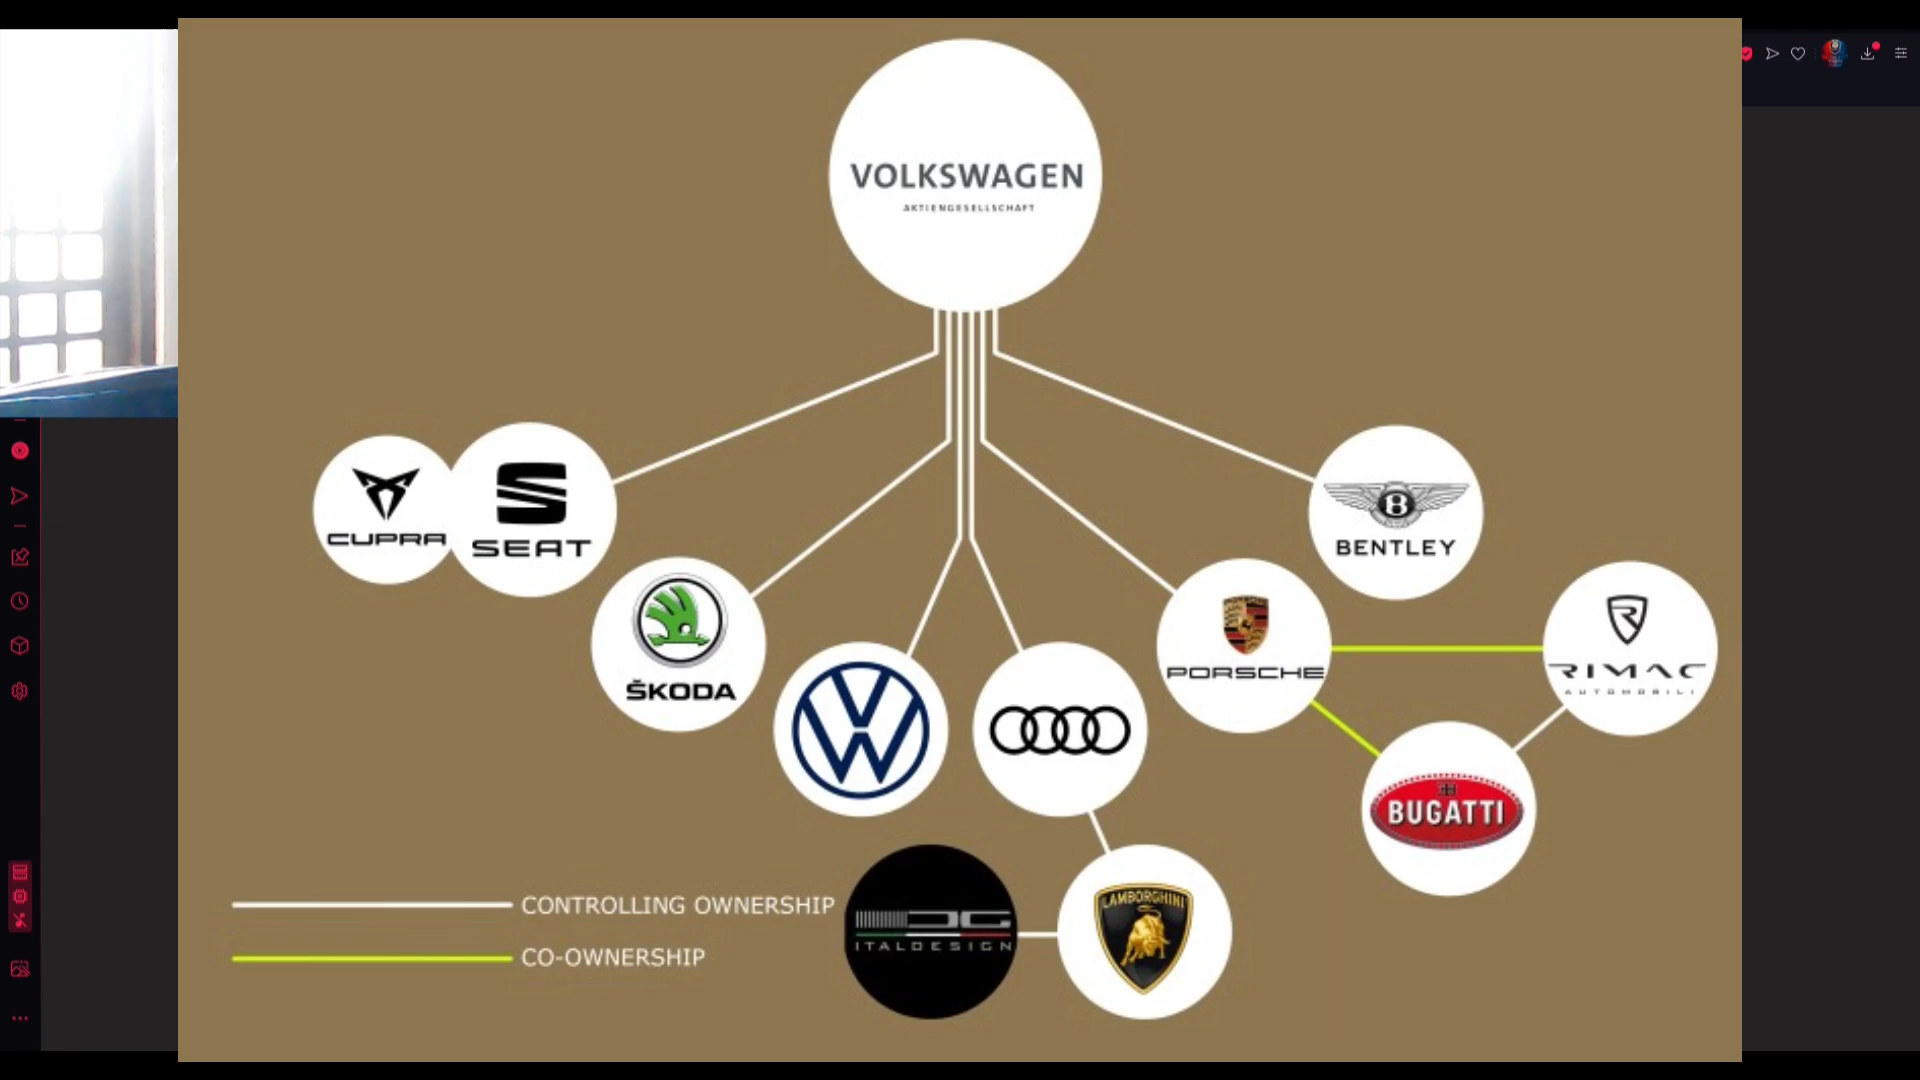 VOLKSWAGEN
AKTIENGESELLSCHAFT
CUPRA
SEAT
B
BENTLEY
ŠKODA
PORSCHE
R
RIMAC
AUTOMOBILI
BUGATTI
LAMBORGHINI
ITALDESIGN
CONTROLLING OWNERSHIP
CO-OWNERSHIP